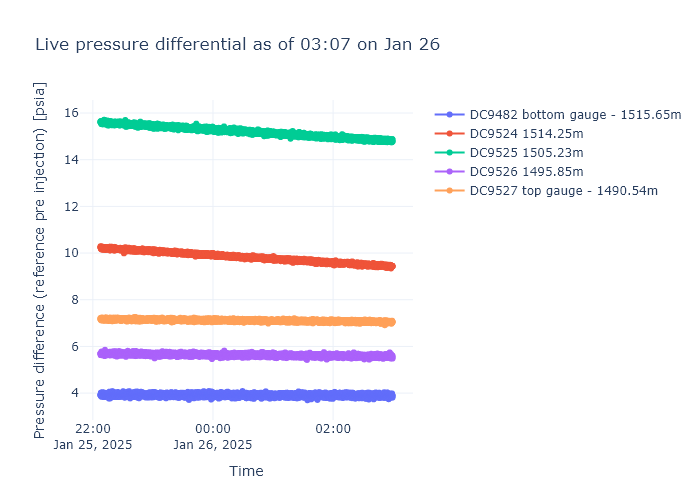 Live pressure differential as of 03:07 on Jan 26
Pressure difference (reference pre injection) [psia]
16
14
12
10
8
6
4
22:00
Jan 25, 2025
00:00
Jan 26, 2025
02:00
Time
DC9482 bottom gauge - 1515.65m
DC9524 1514.25m
DC9525 1505.23m
DC9526 1495.85m
DC9527 top gauge - 1490.54m